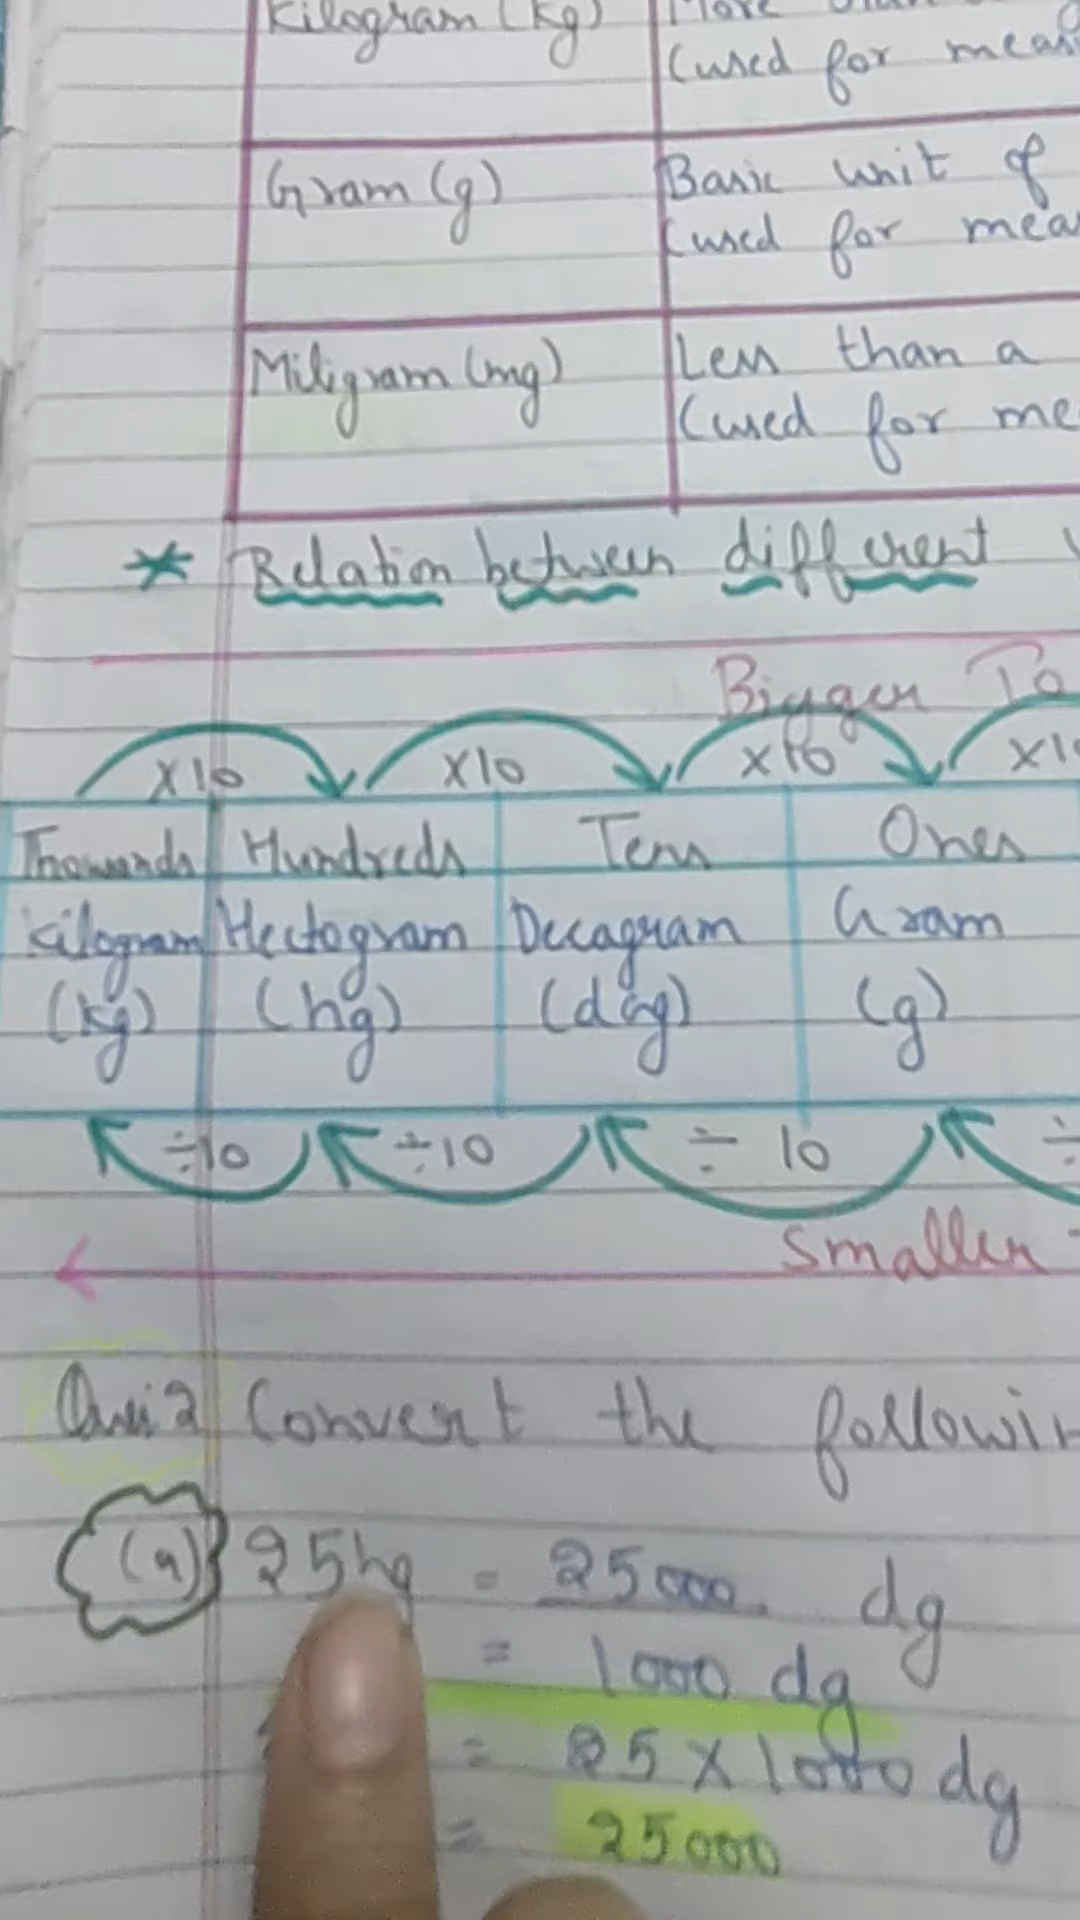 Kilogram (kg)
(used for meas
Gram (g)
Basic unit of
(used for mea
Miligram (mg)
Less than a
(used for me
* Relation between different
Bigger To
x10 x10 x10 x10
Thousands Hundreds Tens Ones
Kilogram Hectogram Decagram Gram
(kg) (hg) (dag) (g)
÷10 ÷10 ÷ 10 ÷
Smaller
Convert the followin
(a) 25hg = 25000 dg
= 1000 dg
= 25 x 1000 dg
= 25000